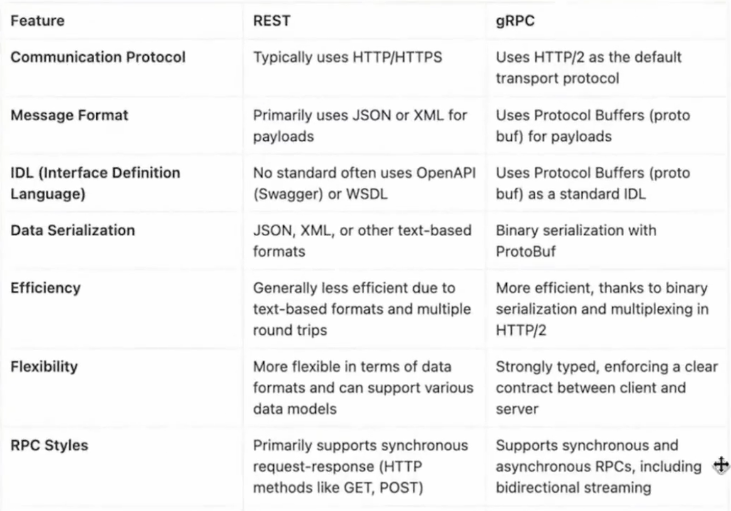 Feature REST gRPC
Communication Protocol Typically uses HTTP/HTTPS Uses HTTP/2 as the default
transport protocol
Message Format Primarily uses JSON or XML for Uses Protocol Buffers (proto
payloads buf) for payloads
IDL (Interface Definition No standard often uses OpenAPI Uses Protocol Buffers (proto
Language) (Swagger) or WSDL buf) as a standard IDL
Data Serialization JSON, XML, or other text-based Binary serialization with
formats ProtoBuf
Efficiency Generally less efficient due to More efficient, thanks to binary
text-based formats and multiple serialization and multiplexing in
round trips HTTP/2
Flexibility More flexible in terms of data Strongly typed, enforcing a clear
formats and can support various contract between client and
data models server
RPC Styles Primarily supports synchronous Supports synchronous and
request-response (HTTP asynchronous RPCs, including
methods like GET, POST) bidirectional streaming